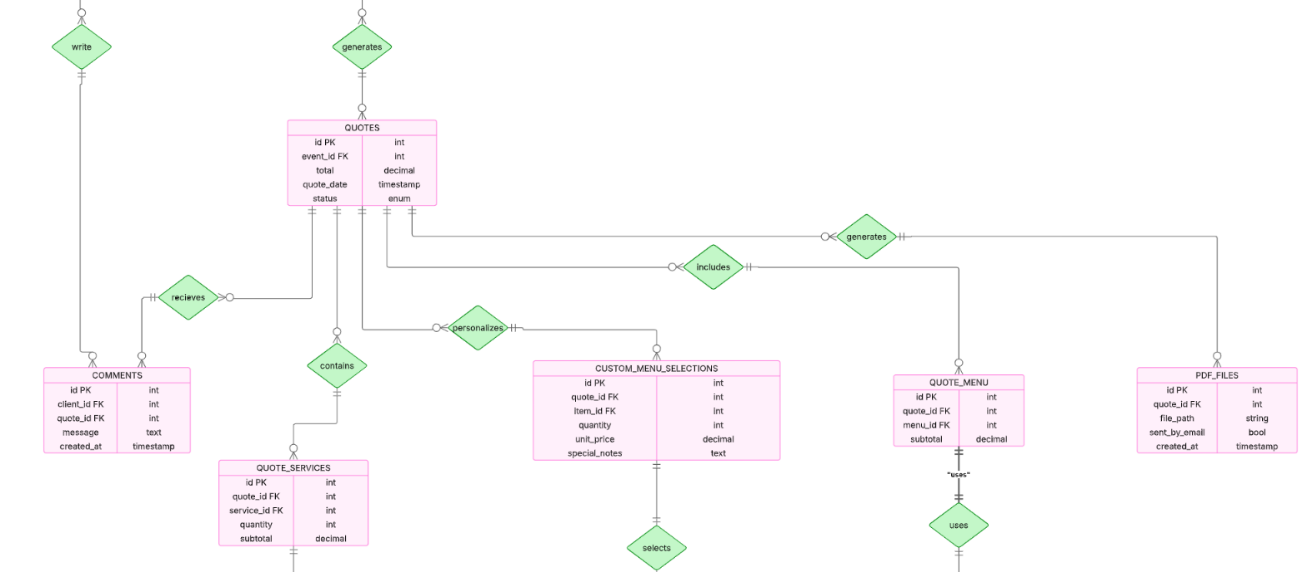 write
generates
QUOTES
id PK int
event_id FK int
total decimal
quote_date timestamp
status enum
generates
includes
recieves
personalizes
contains
COMMENTS
id PK int
client_id FK int
quote_id FK int
message text
created_at timestamp
CUSTOM_MENU_SELECTIONS
id PK int
quote_id FK int
item_id FK int
quantity int
unit_price decimal
special_notes text
QUOTE_MENU
id PK int
quote_id FK int
menu_id FK int
subtotal decimal
PDF_FILES
id PK int
quote_id FK int
file_path string
sent_by_email bool
created_at timestamp
QUOTE_SERVICES
id PK int
quote_id FK int
service_id FK int
quantity int
subtotal decimal
"uses"
uses
selects